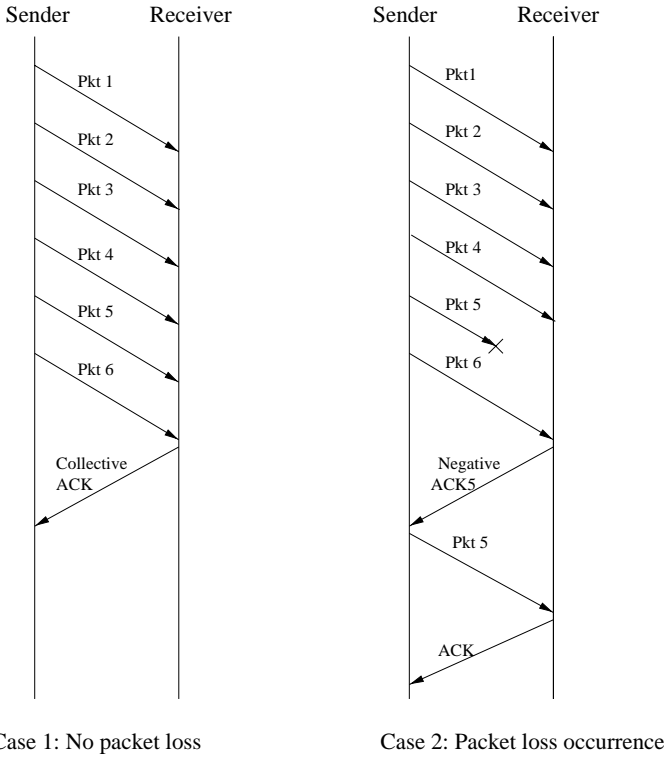 Sender Receiver
Pkt 1
Pkt 2
Pkt 3
Pkt 4
Pkt 5
Pkt 6
Collective
ACK
Case 1: No packet loss
Sender Receiver
Pkt1
Pkt 2
Pkt 3
Pkt 4
Pkt 5
Pkt 6
Negative
ACK5
Pkt 5
ACK
Case 2: Packet loss occurrence